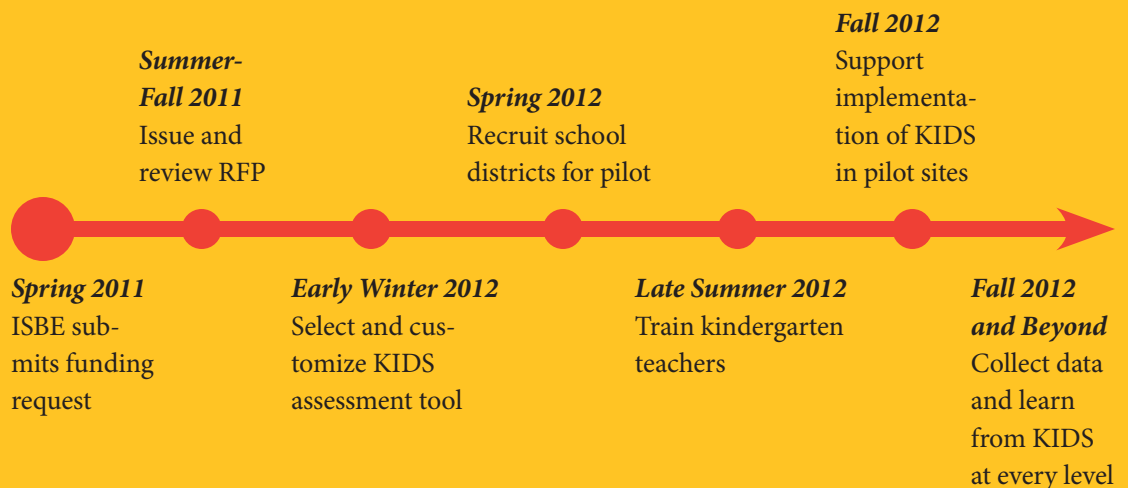 Spring 2011
ISBE sub-
mits funding
request
Summer-
Fall 2011
Issue and
review RFP
Early Winter 2012
Select and cus-
tomize KIDS
assessment tool
Spring 2012
Recruit school
districts for pilot
Late Summer 2012
Train kindergarten
teachers
Fall 2012
Support
implementa-
tion of KIDS
in pilot sites
Fall 2012
and Beyond
Collect data
and learn
from KIDS
at every level